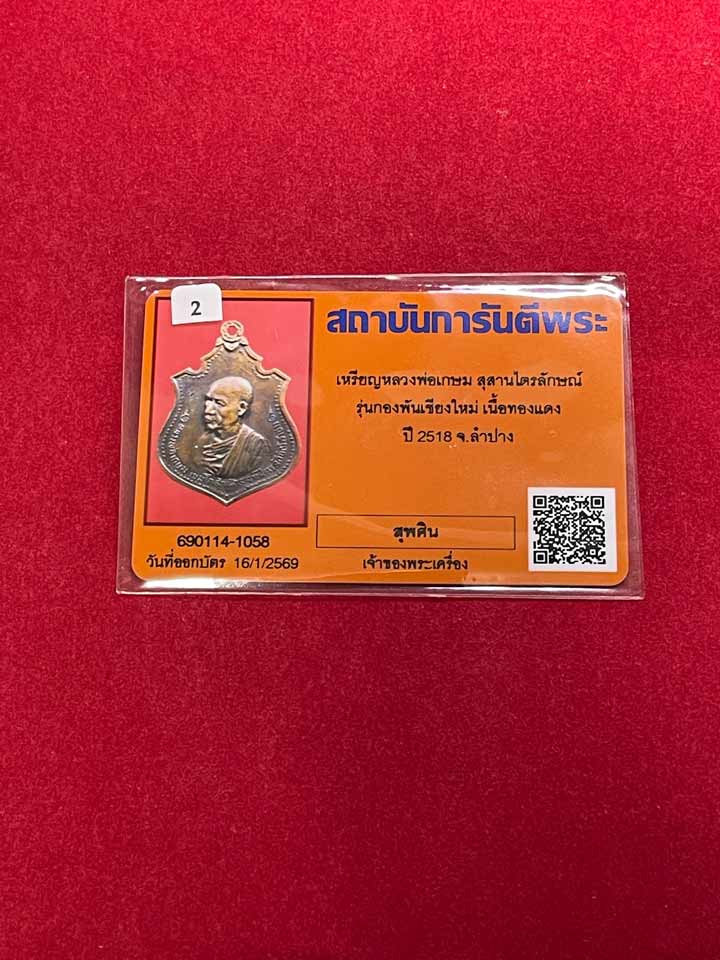 2
สถาบันการันตีพระ
เหรียญหลวงพ่อเกษม สุสานไตรลักษณ์
รุ่นกองพันเชียงใหม่ เนื้อทองแดง
ปี 2518 จ.ลำปาง
690114-1058
วันที่ออกบัตร 16/1/2569
สุพศิน
เจ้าของพระเครื่อง